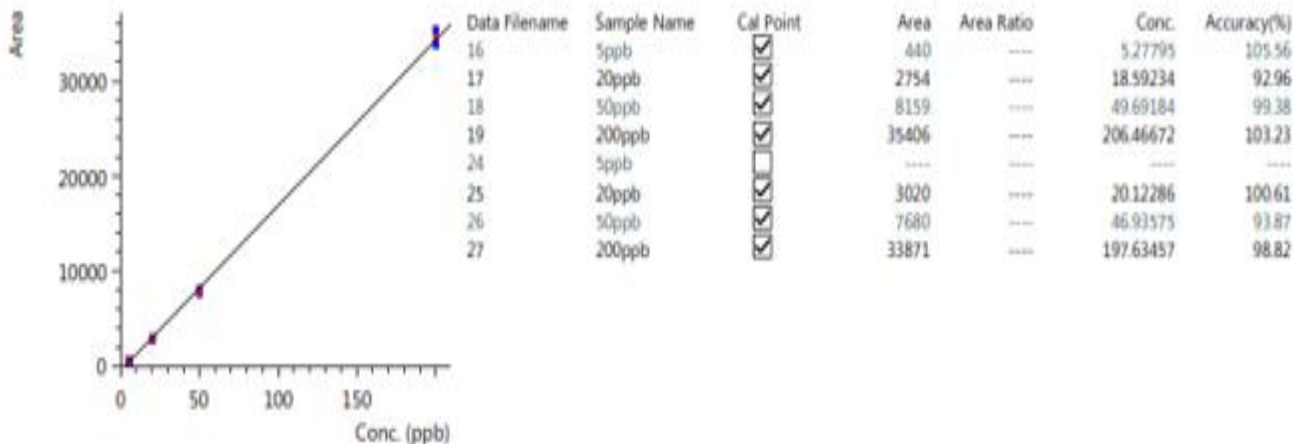 Area
30000
20000
10000
0
0 50 100 150
Conc. (ppb)
Data Filename Sample Name Cal Point Area Area Ratio Conc. Accuracy(%)
16 5ppb 440 ---- 5.27795 105.56
17 20ppb 2754 ---- 18.59234 92.96
18 50ppb 8159 ---- 49.69184 99.38
19 200ppb 35406 ---- 206.46672 103.23
24 5ppb ---- ---- ---- ----
25 20ppb 3020 ---- 20.12286 100.61
26 50ppb 7680 ---- 46.93575 93.87
27 200ppb 33871 ---- 197.63457 98.82